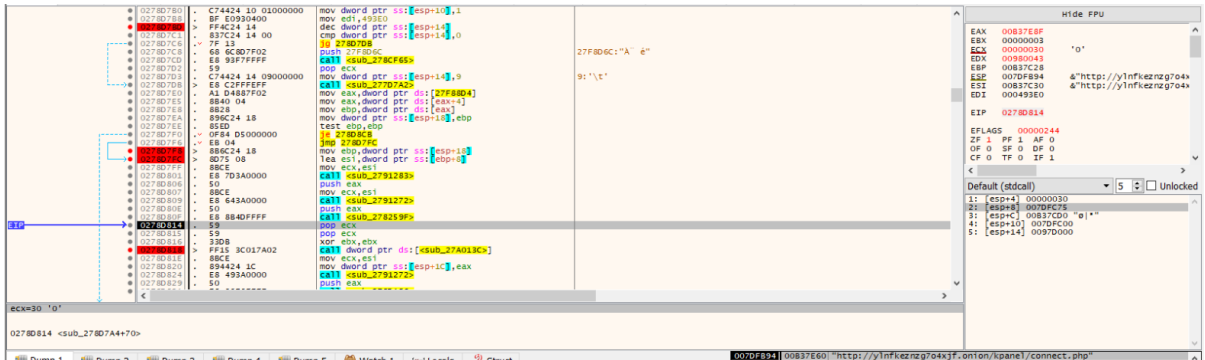 0278D7B0 . C74424 10 01000000 mov dword ptr ss:[esp+10],1
0278D7B8 . BF E0930400 mov edi,493E0
0278D7BD > FF4C24 14 dec dword ptr ss:[esp+14]
0278D7C1 . 837C24 14 00 cmp dword ptr ss:[esp+14],0
0278D7C6 . 7F 13 jg 278D7DB
0278D7C8 . 68 6C8D7F02 push 27F8D6C 27F8D6C:"À¨ é"
0278D7CD . E8 93F7FFFF call <sub_278CF65>
0278D7D2 . 59 pop ecx
0278D7D3 . C74424 14 09000000 mov dword ptr ss:[esp+14],9 9:'\t'
0278D7DB > E8 C2FFFEFF call <sub_277D7A2>
0278D7E0 . A1 D4887F02 mov eax,dword ptr ds:[27F88D4]
0278D7E5 . 8B40 04 mov eax,dword ptr ds:[eax+4]
0278D7E8 . 8B28 mov ebp,dword ptr ds:[eax]
0278D7EA . 896C24 18 mov dword ptr ss:[esp+18],ebp
0278D7EE . 85ED test ebp,ebp
0278D7F0 . 0F84 D5000000 je 278D8CB
0278D7F6 . EB 04 jmp 278D7FC
0278D7F8 > 8B6C24 18 mov ebp,dword ptr ss:[esp+18]
0278D7FC > 8D75 08 lea esi,dword ptr ss:[ebp+8]
0278D7FF . 8BCE mov ecx,esi
0278D801 . E8 7D3A0000 call <sub_2791283>
0278D806 . 50 push eax
0278D807 . 8BCE mov ecx,esi
0278D809 . E8 643A0000 call <sub_2791272>
0278D80E . 50 push eax
0278D80F . E8 8B4DFFFF call <sub_278259F>
EIP 0278D814 . 59 pop ecx
0278D815 . 59 pop ecx
0278D816 . 33DB xor ebx,ebx
0278D818 . FF15 3C017A02 call dword ptr ds:[<sub_27A013C>]
0278D81E . 8BCE mov ecx,esi
0278D820 . 894424 1C mov dword ptr ss:[esp+1C],eax
0278D824 . E8 493A0000 call <sub_2791272>
0278D829 . 50 push eax
ecx=30 '0'
0278D814 <sub_278D7A4+70>
Hide FPU
EAX 00B37E8F
EBX 00000003
ECX 00000030 '0'
EDX 00980043
EBP 00B37C28
ESP 007DFB94 &"http://ylnfkeznzg7o4x
ESI 00B37C30 &"http://ylnfkeznzg7o4x
EDI 000493E0
EIP 0278D814
EFLAGS 00000244
ZF 1 PF 1 AF 0
OF 0 SF 0 DF 0
CF 0 TF 0 IF 1
Default (stdcall) 5 Unlocked
1: [esp+4] 00000030
2: [esp+8] 007DFC75
3: [esp+C] 00B37CD0 "ø|*"
4: [esp+10] 007DFC00
5: [esp+14] 0097D000
Dump 1 Dump 2 Dump 3 Dump 4 Dump 5 Watch 1 Locals Struct
007DFB94 00B37E60 "http://ylnfkeznzg7o4xjf.onion/kpanel/connect.php"